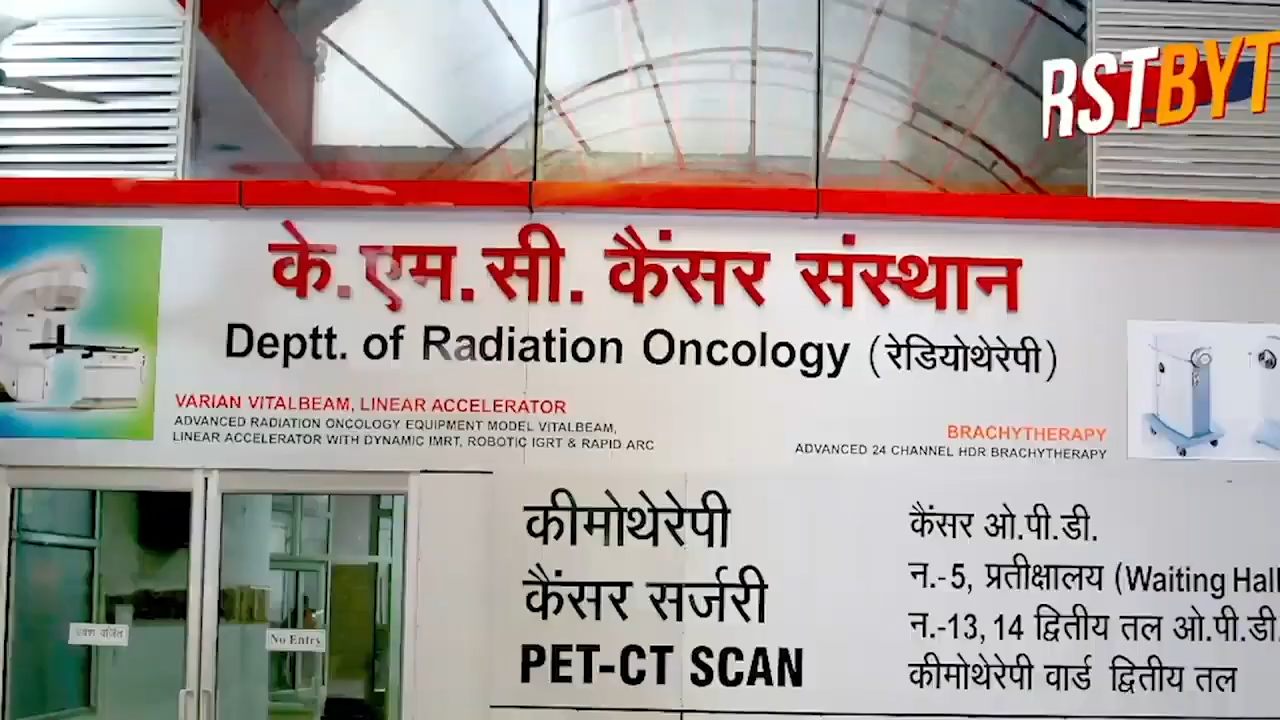 RSTBYT
के.एम.सी. कैंसर संस्थान
Deptt. of Radiation Oncology (रेडियोथेरेपी)
VARIAN VITALBEAM, LINEAR ACCELERATOR
ADVANCED RADIATION ONCOLOGY EQUIPMENT MODEL VITALBEAM,
LINEAR ACCELERATOR WITH DYNAMIC IMRT, ROBOTIC IGRT & RAPID ARC
BRACHYTHERAPY
ADVANCED 24 CHANNEL HDR BRACHYTHERAPY
कीमोथेरेपी
कैंसर सर्जरी
PET-CT SCAN
कैंसर ओ.पी.डी.
न.-5, प्रतीक्षालय (Waiting Hall
न.-13, 14 द्वितीय तल ओ.पी.डी.
कीमोथेरेपी वार्ड द्वितीय तल
प्रवेश वर्जित
No Entry